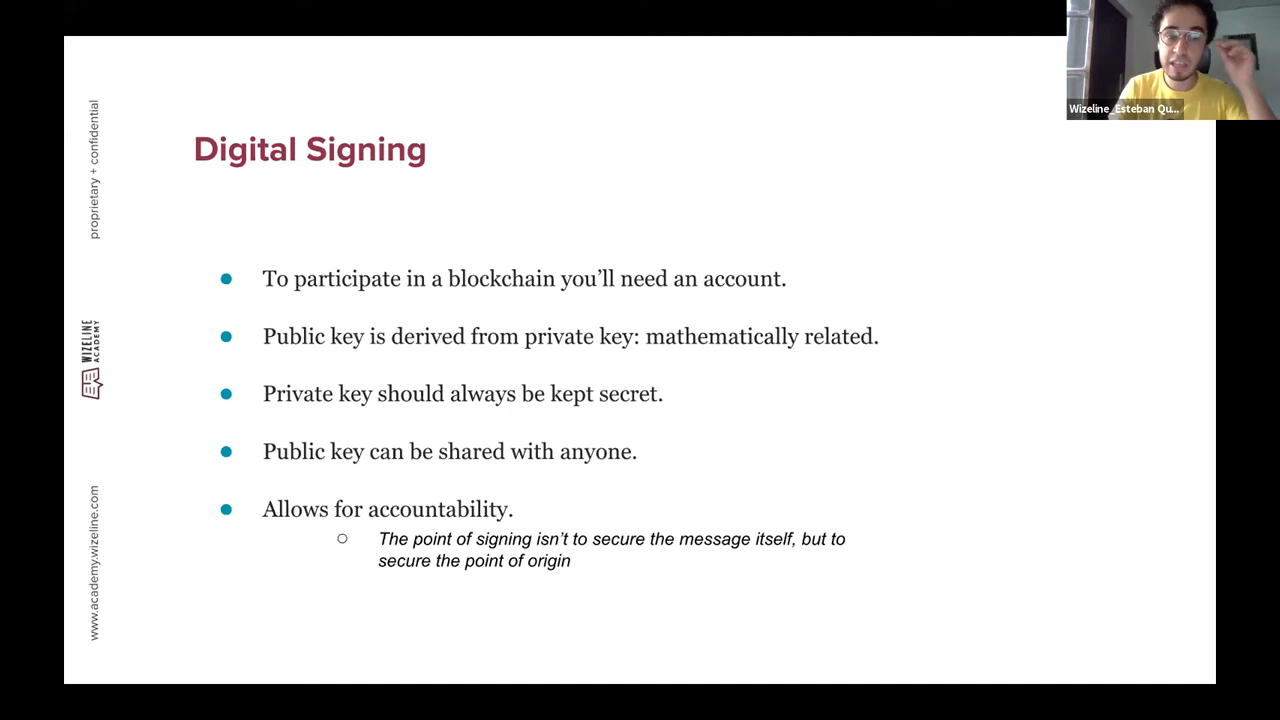 Wizeline_Esteban Qu...
proprietary + confidential
Digital Signing
To participate in a blockchain you’ll need an account.
Public key is derived from private key: mathematically related.
Private key should always be kept secret.
WIZELINE
ACADEMY
Public key can be shared with anyone.
Allows for accountability.
The point of signing isn’t to secure the message itself, but to
secure the point of origin
www.academy.wizeline.com